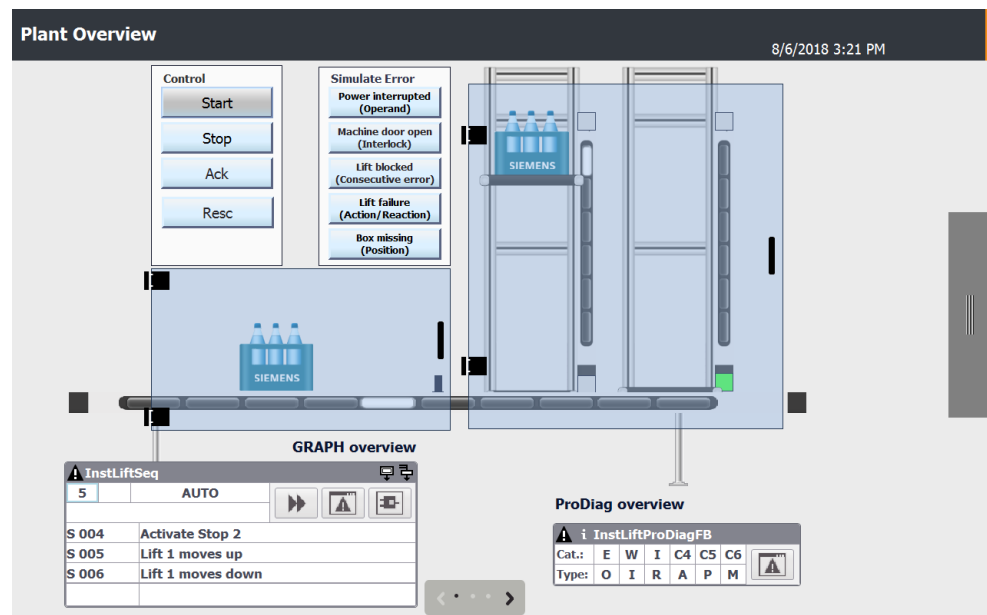 Plant Overview
8/6/2018 3:21 PM
Control
Start
Stop
Ack
Resc
Simulate Error
Power interrupted
(Operand)
Machine door open
(Interlock)
Lift blocked
(Consecutive error)
Lift failure
(Action/Reaction)
Box missing
(Position)
SIEMENS
SIEMENS
GRAPH overview
InstLiftSeq
5 AUTO
S 004 Activate Stop 2
S 005 Lift 1 moves up
S 006 Lift 1 moves down
ProDiag overview
i InstLiftProDiagFB
Cat.: E W I C4 C5 C6
Type: O I R A P M